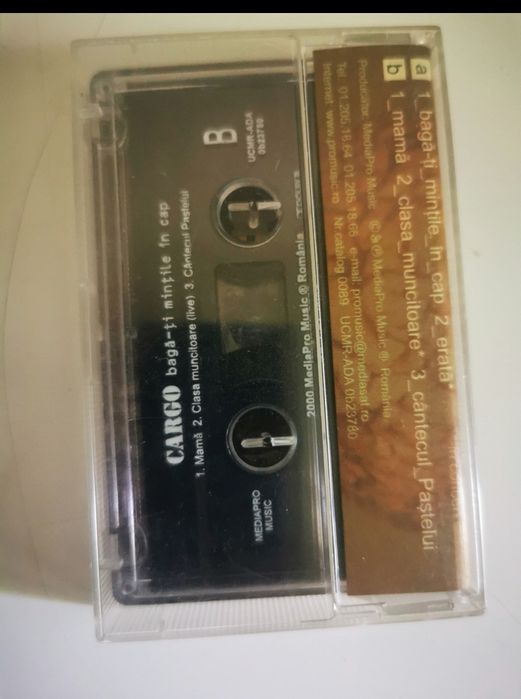 CARGO bagă-ţi minţile în cap
1. Mamă 2. Clasa muncitoare (live) 3. Cântecul Paştelui
B
UCMR-ADA
0b23780
MEDIAPRO
MUSIC
2000 MediaPro Music ® România
a 1_bagă-ţi_minţile_în_cap 2_erată*
b 1_mamă 2_clasa_muncitoare* 3_cântecul_Paştelui
Producător: MediaPro Music © & ℗ MediaPro Music ®, România
Tel. 01.205.18.64 01.205.18.66 e-mail: promusic@mediasat.ro
Internet: www.promusic.ro Nr.catalog 0089 UCMR-ADA 0b23780